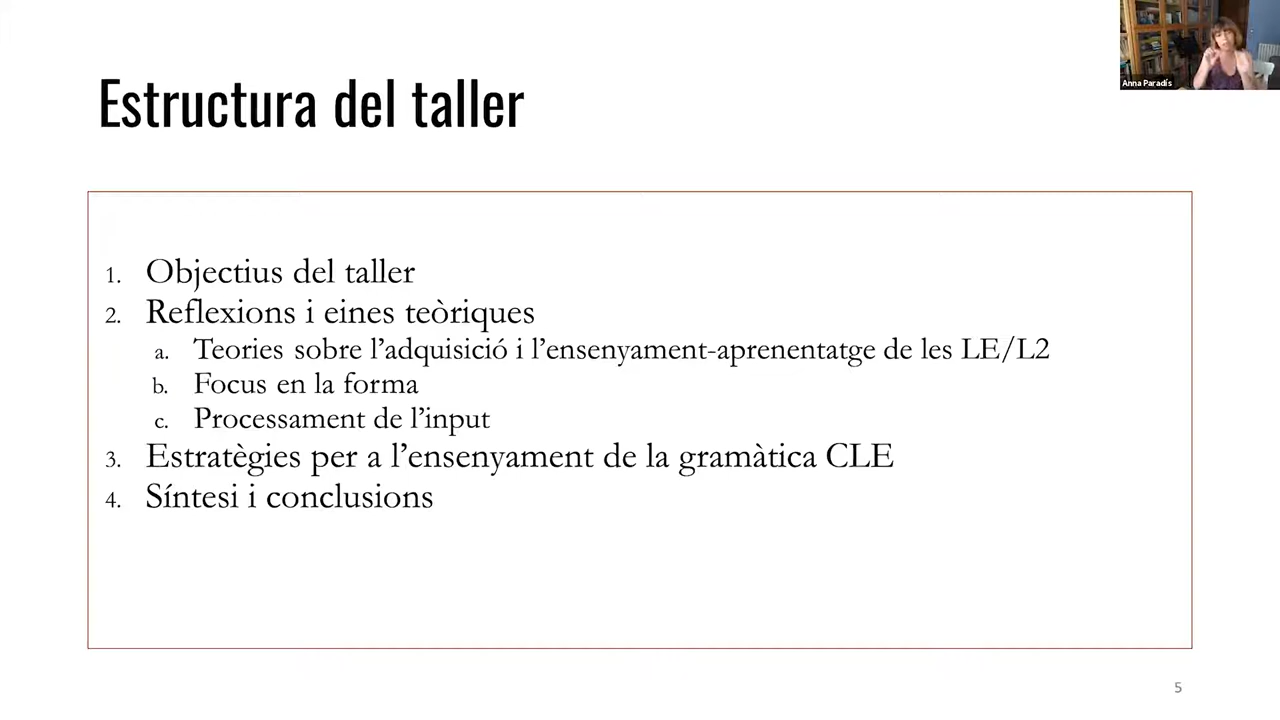 Anna Paradís
Estructura del taller
1. Objectius del taller
2. Reflexions i eines teòriques
a. Teories sobre l’adquisició i l’ensenyament-aprenentatge de les LE/L2
b. Focus en la forma
c. Processament de l’input
3. Estratègies per a l’ensenyament de la gramàtica CLE
4. Síntesi i conclusions
5